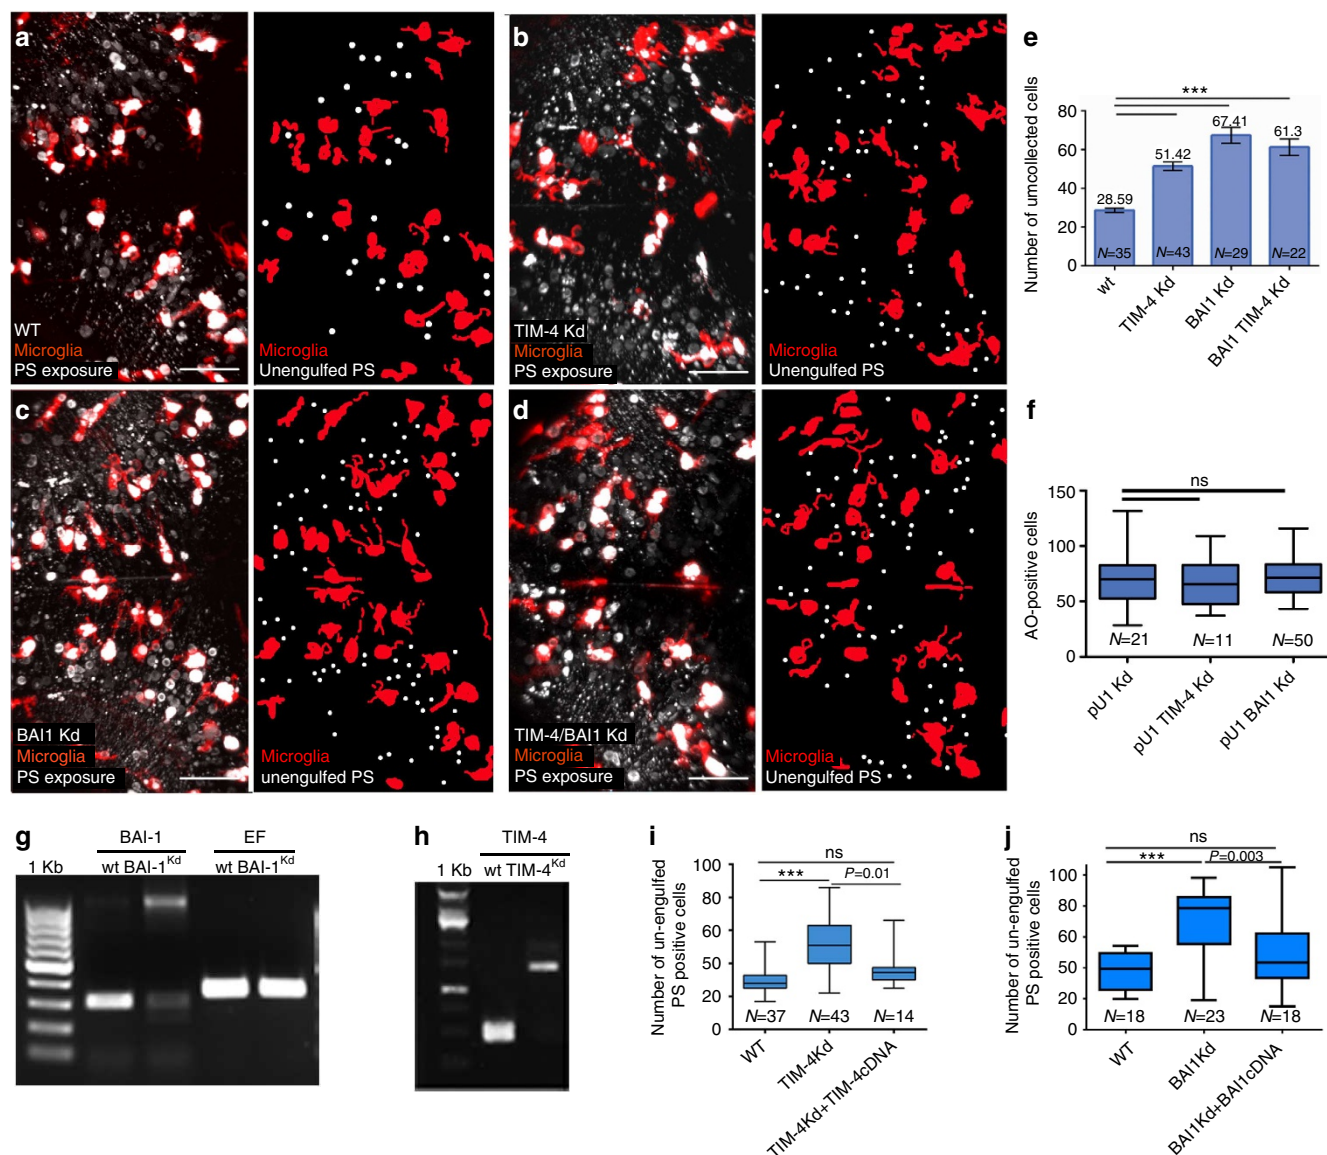 a
WT
Microglia
PS exposure
Microglia
Unengulfed PS
b
TIM-4 Kd
Microglia
PS exposure
Microglia
Unengulfed PS
c
BAI1 Kd
Microglia
PS exposure
Microglia
unengulfed PS
d
TIM-4/BAI1 Kd
Microglia
PS exposure
Microglia
Unengulfed PS
e
Number of umcollected cells
80
60
40
20
0
***
28.59
51.42
67.41
61.3
N=35
N=43
N=29
N=22
wt
TIM-4 Kd
BAI1 Kd
BAI1 TIM-4 Kd
f
AO-positive cells
150
100
50
0
ns
N=21
N=11
N=50
pU1 Kd
pU1 TIM-4 Kd
pU1 BAI1 Kd
g
BAI-1 EF
1 Kb wt BAI-1Kd wt BAI-1Kd
h
TIM-4
1 Kb wt TIM-4Kd
i
Number of un-engulfed
PS positive cells
100
80
60
50
20
0
ns
***
P=0.01
N=37
N=43
N=14
WT
TIM-4Kd
TIM-4Kd+TIM-4cDNA
j
Number of un-engulfed
PS positive cells
100
80
60
50
20
0
ns
***
P=0.003
N=18
N=23
N=18
WT
BAI1Kd
BAI1Kd+BAI1cDNA